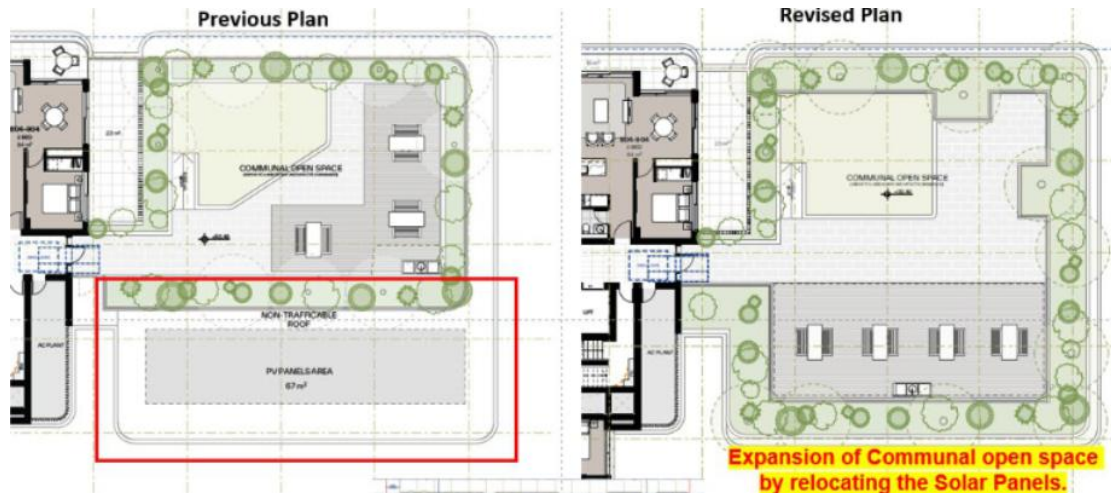 Previous Plan
Revised Plan
COMMUNAL OPEN SPACE
NON-TRAFFICABLE
ROOF
AC PLANT
PV PANELS AREA
67 m²
COMMUNAL OPEN SPACE
AC PLANT
Expansion of Communal open space
by relocating the Solar Panels.